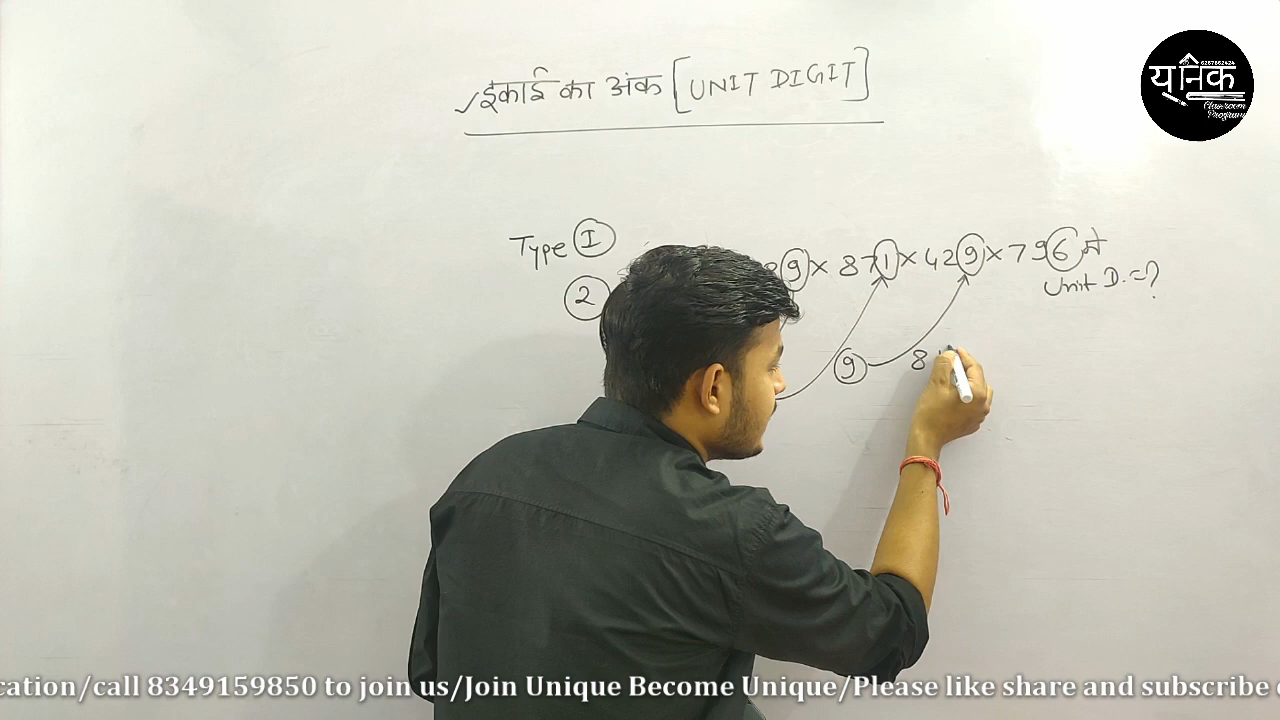 इकाई का अंक [UNIT DIGIT]
यूनिक
6267862424
Classroom
Program
Type I
9 × 871 × 429 × 796 में
Unit D. = ?
2
9 8
cation/call 8349159850 to join us/Join Unique Become Unique/Please like share and subscribe